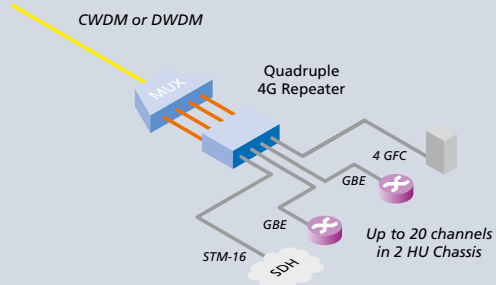 CWDM or DWDM
MUX
Quadruple
4G Repeater
4 GFC
GBE
GBE
Up to 20 channels
in 2 HU Chassis
STM-16
SDH